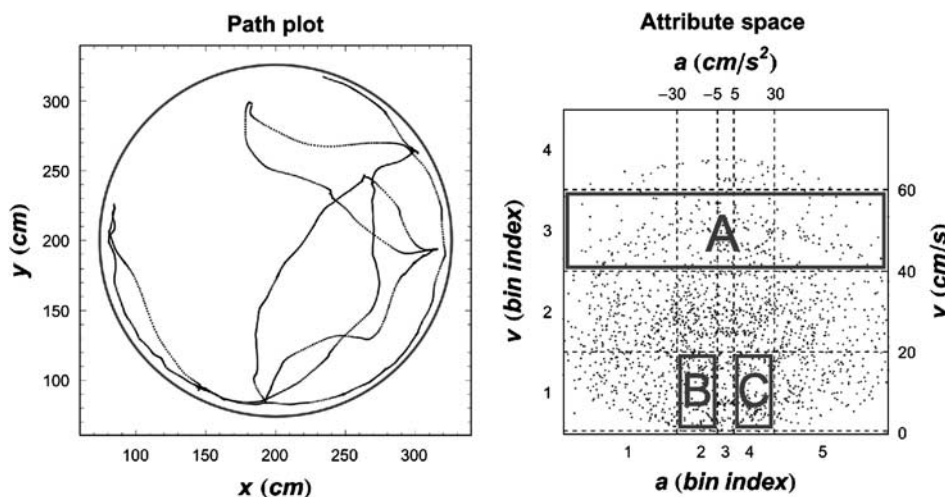 Path plot
300
250
200
150
100
y (cm)
100 150 200 250 300
x (cm)
Attribute space
a (cm/s²)
−30 −5 5 30
4
3
2
1
v (bin index)
A
B C
60
40
20
0
v (cm/s)
1 2 3 4 5
a (bin index)